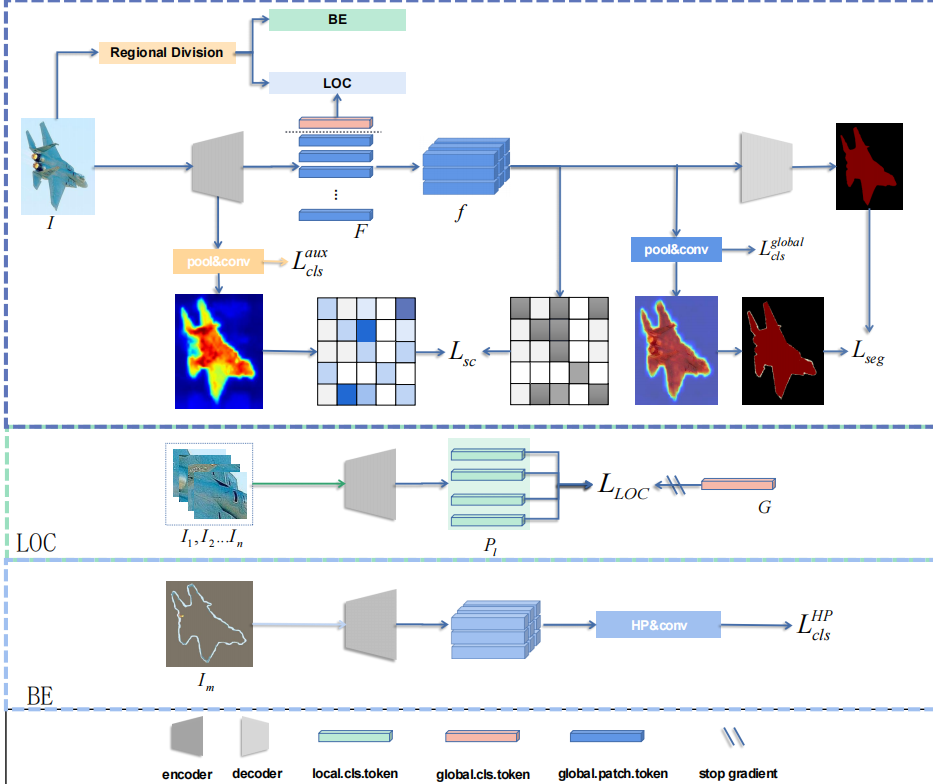 BE
Regional Division
LOC
I
F
f
pool&conv
L_{cls}^{aux}
pool&conv
L_{cls}^{global}
L_{sc}
L_{seg}
I_1, I_2...I_n
P_l
L_{LOC}
G
LOC
I_m
HP&conv
L_{cls}^{HP}
BE
encoder
decoder
local.cls.token
global.cls.token
global.patch.token
stop gradient